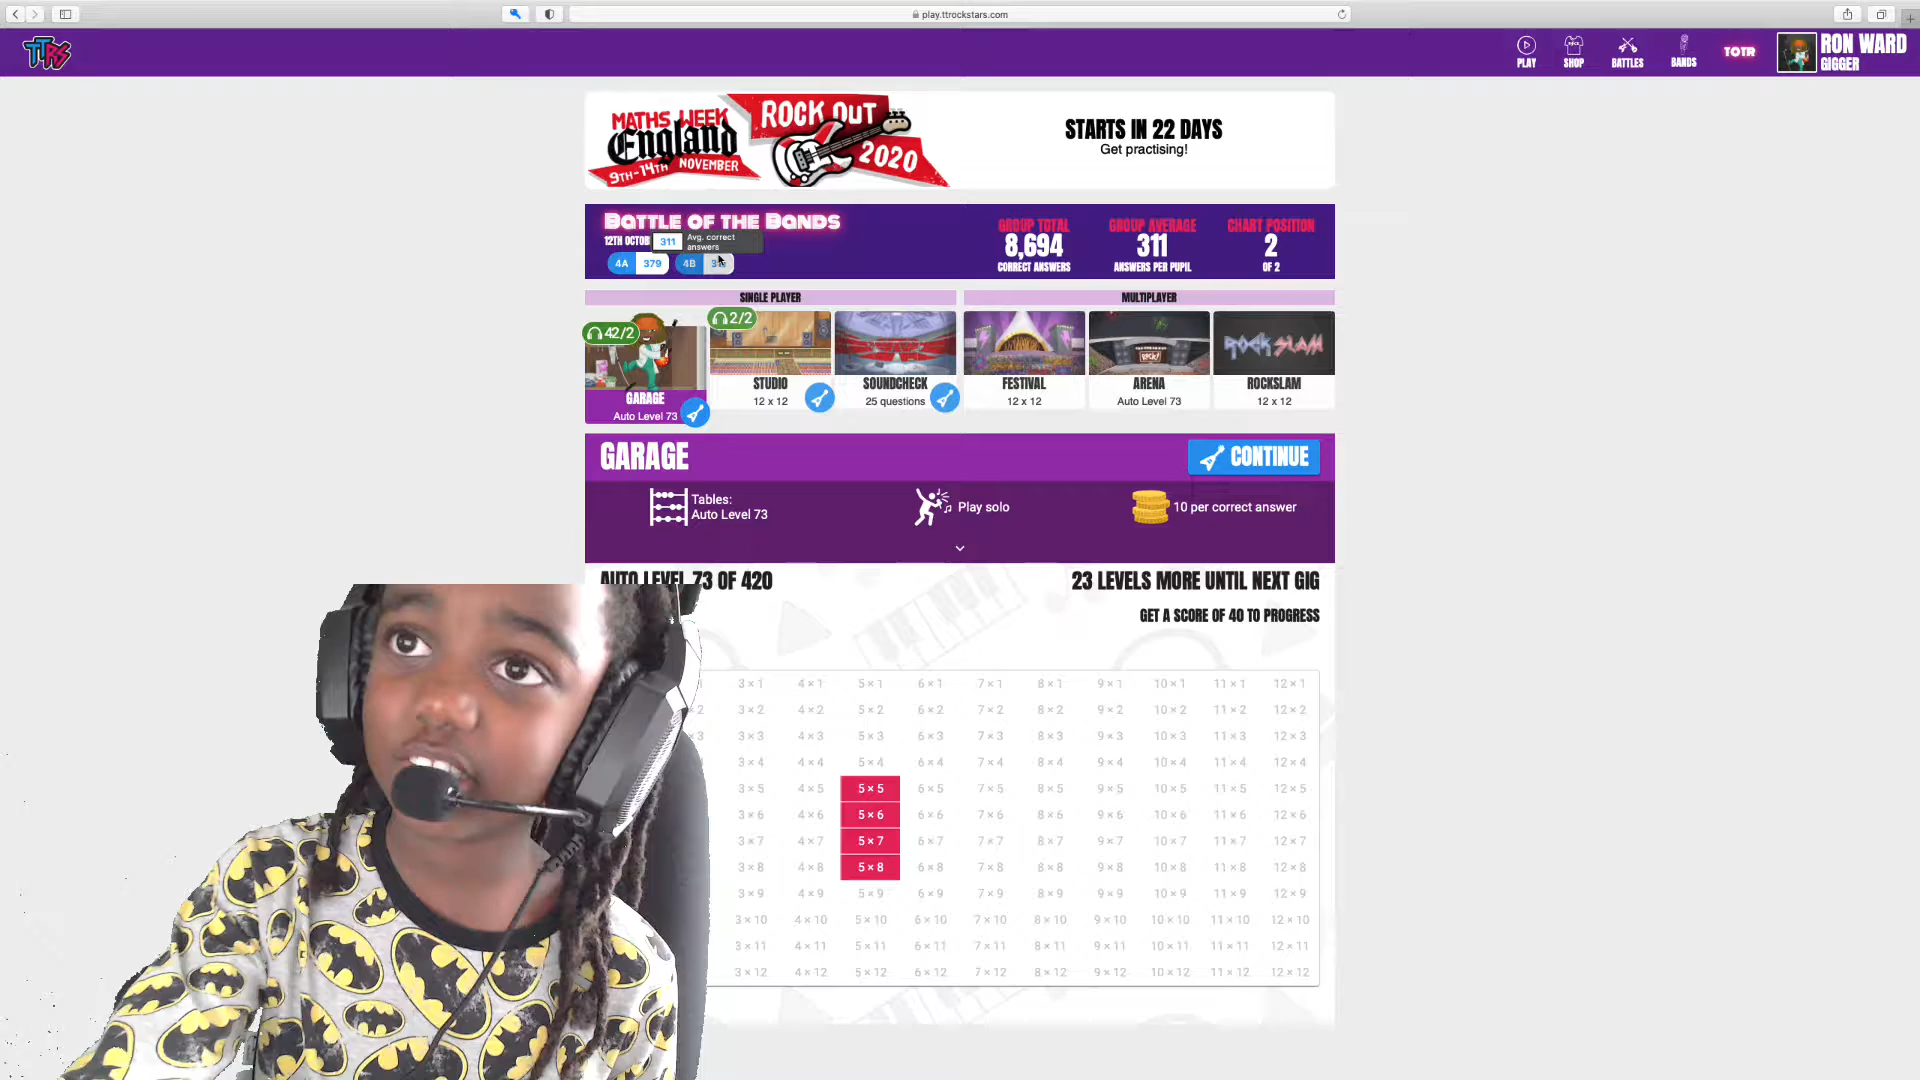 play.ttrockstars.com
TTRS
PLAY
SHOP
BATTLES
BANDS
TOTR
RON WARD
GIGGER
MATHS WEEK
England
9TH-14TH NOVEMBER
ROCK OUT
2020
STARTS IN 22 DAYS
Get practising!
BATTLE OF THE BANDS
12TH OCTOB
311 Avg. correct answers
4A 379 4B
GROUP TOTAL
8,694
CORRECT ANSWERS
GROUP AVERAGE
311
ANSWERS PER PUPIL
CHART POSITION
2
OF 2
SINGLE PLAYER
MULTIPLAYER
42/2
2/2
GARAGE
Auto Level 73
STUDIO
12 x 12
SOUNDCHECK
25 questions
FESTIVAL
12 x 12
ROCK!
ARENA
Auto Level 73
ROCK SLAM
ROCKSLAM
12 x 12
GARAGE
CONTINUE
Tables:
Auto Level 73
Play solo
10 per correct answer
AUTO LEVEL 73 OF 420
23 LEVELS MORE UNTIL NEXT GIG
GET A SCORE OF 40 TO PROGRESS
3 × 1 4 × 1 5 × 1 6 × 1 7 × 1 8 × 1 9 × 1 10 × 1 11 × 1 12 × 1
× 2 3 × 2 4 × 2 5 × 2 6 × 2 7 × 2 8 × 2 9 × 2 10 × 2 11 × 2 12 × 2
× 3 3 × 3 4 × 3 5 × 3 6 × 3 7 × 3 8 × 3 9 × 3 10 × 3 11 × 3 12 × 3
3 × 4 4 × 4 5 × 4 6 × 4 7 × 4 8 × 4 9 × 4 10 × 4 11 × 4 12 × 4
3 × 5 4 × 5 5 × 5 6 × 5 7 × 5 8 × 5 9 × 5 10 × 5 11 × 5 12 × 5
3 × 6 4 × 6 5 × 6 6 × 6 7 × 6 8 × 6 9 × 6 10 × 6 11 × 6 12 × 6
3 × 7 4 × 7 5 × 7 6 × 7 7 × 7 8 × 7 9 × 7 10 × 7 11 × 7 12 × 7
3 × 8 4 × 8 5 × 8 6 × 8 7 × 8 8 × 8 9 × 8 10 × 8 11 × 8 12 × 8
3 × 9 4 × 9 5 × 9 6 × 9 7 × 9 8 × 9 9 × 9 10 × 9 11 × 9 12 × 9
3 × 10 4 × 10 5 × 10 6 × 10 7 × 10 8 × 10 9 × 10 10 × 10 11 × 10 12 × 10
3 × 11 4 × 11 5 × 11 6 × 11 7 × 11 8 × 11 9 × 11 10 × 11 11 × 11 12 × 11
3 × 12 4 × 12 5 × 12 6 × 12 7 × 12 8 × 12 9 × 12 10 × 12 11 × 12 12 × 12